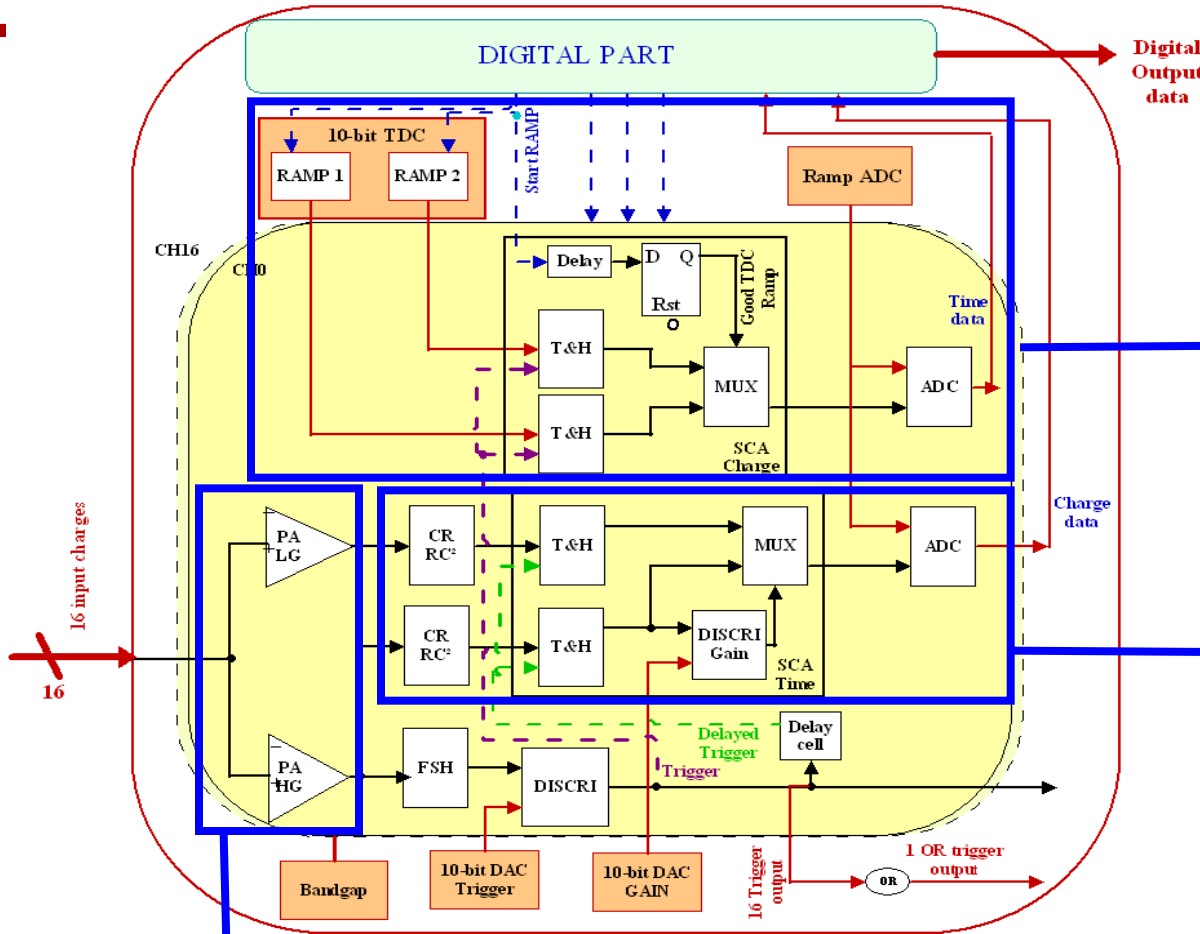 DIGITAL PART
Digital
Output
data
10-bit TDC
RAMP 1
RAMP 2
Start RAMP
Ramp ADC
CH16
CH0
Delay
D Q
Rst
Good TDC
Ramp
Time
data
T&H
MUX
ADC
T&H
SCA
Charge
16 input charges
16
PA
LG
CR
RC²
T&H
MUX
ADC
Charge
data
CR
RC²
T&H
DISCRI
Gain
SCA
Time
Delayed
Trigger
Delay
cell
Trigger
PA
HG
FSH
DISCRI
Bandgap
10-bit DAC
Trigger
10-bit DAC
GAIN
16 Trigger
output
OR
1 OR trigger
output